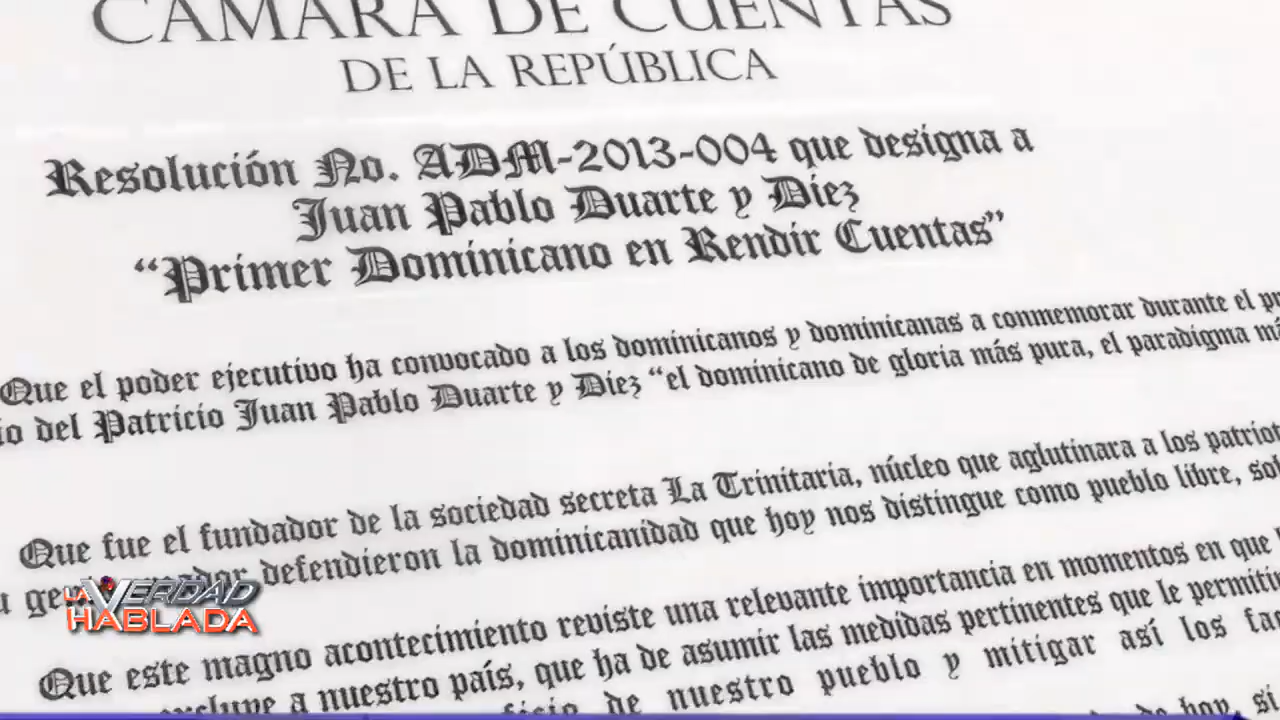 CÁMARA DE CUENTAS
DE LA REPÚBLICA
Resolución No. ADM-2013-004 que designa a
Juan Pablo Duarte y Díez
“Primer Dominicano en Rendir Cuentas”
Que el poder ejecutivo ha convocado a los dominicanos y dominicanas a conmemorar durante el
del Patricio Juan Pablo Duarte y Díez “el dominicano de gloria más pura, el paradigma
Que fue el fundador de la sociedad secreta La Trinitaria, núcleo que aglutinara a los
defendieron la dominicanidad que hoy nos distingue como pueblo libre,
Que este magno acontecimiento reviste una relevante importancia en momentos en que
a nuestro país, que ha de asumir las medidas pertinentes que le
de nuestro pueblo y mitigar así los
de hoy, si
LA VERDAD
HABLADA